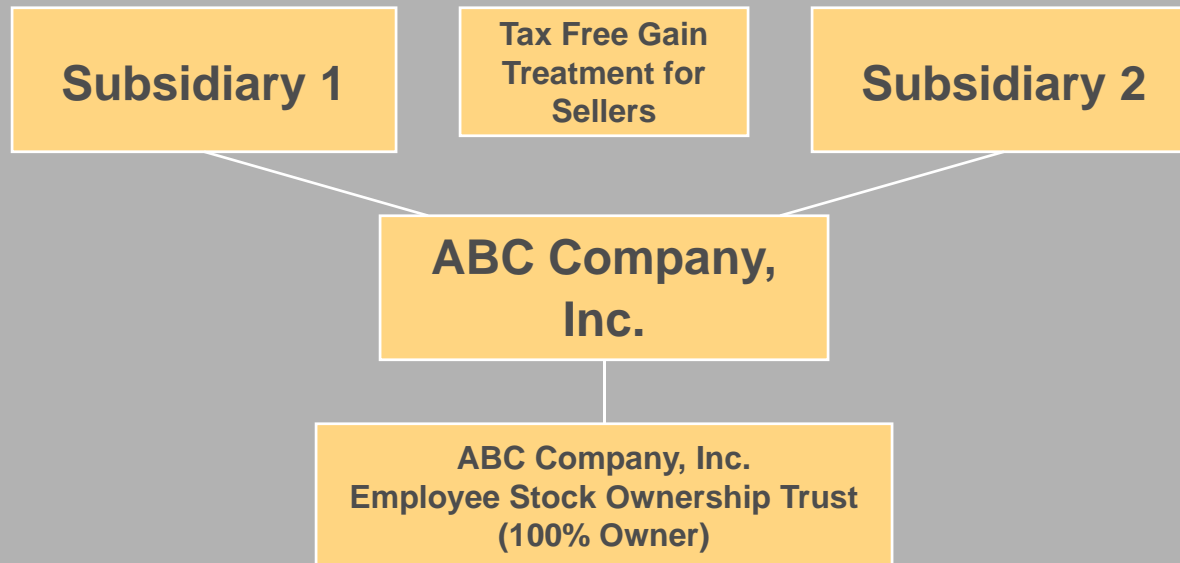 Subsidiary 1
Tax Free Gain
Treatment for
Sellers
Subsidiary 2
ABC Company,
Inc.
ABC Company, Inc.
Employee Stock Ownership Trust
(100% Owner)